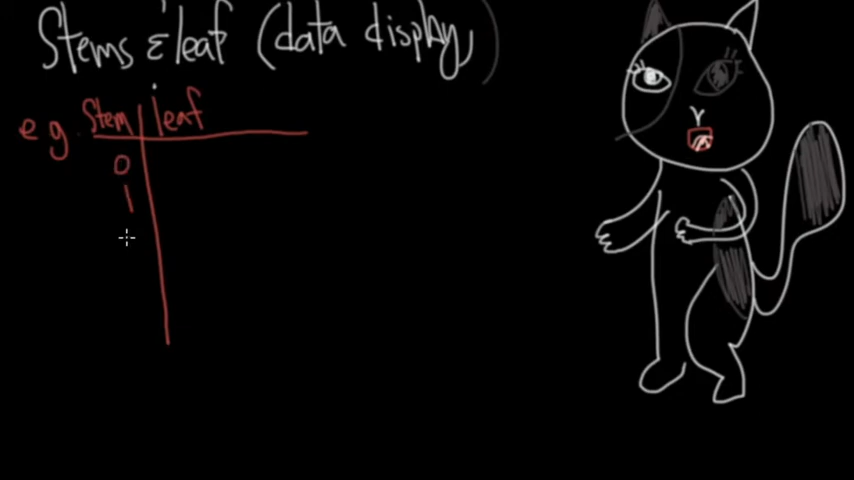 Stems & leaf (data display)
e.g. Stem leaf
0
1